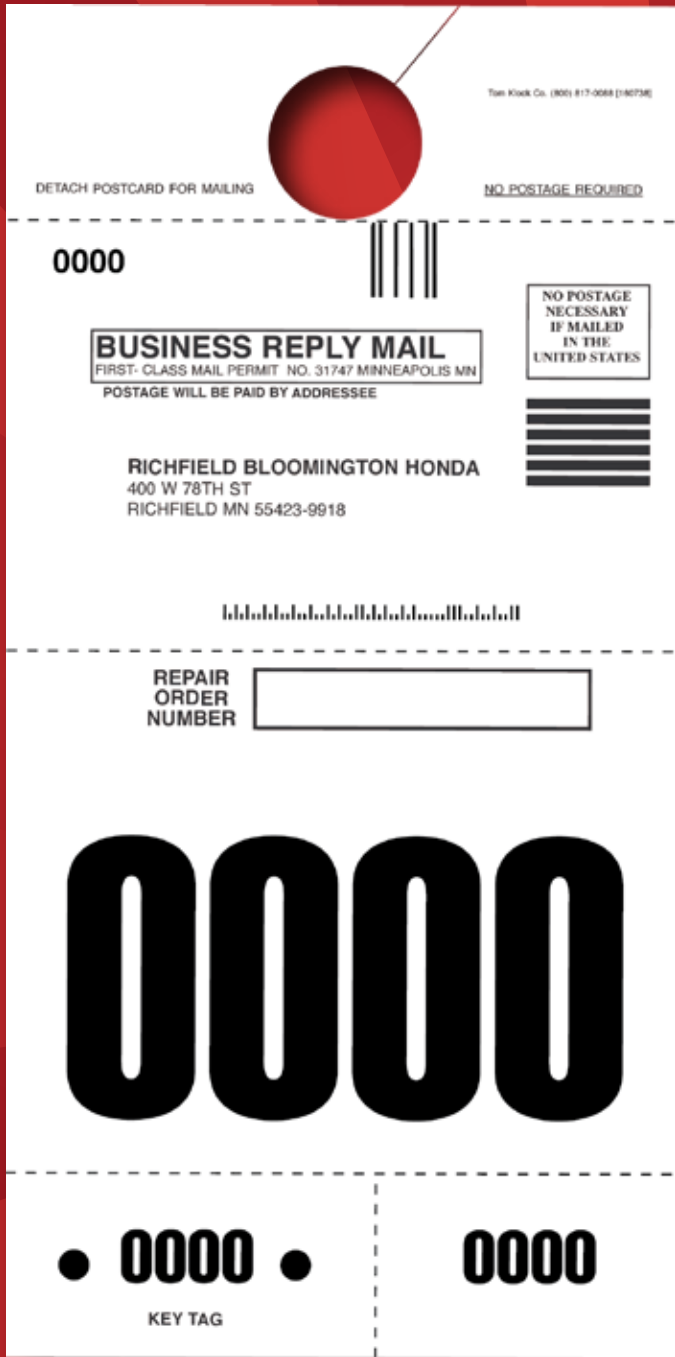 Tom Klock Co. (800) 817-0088 [160738]
DETACH POSTCARD FOR MAILING
NO POSTAGE REQUIRED
0000
NO POSTAGE
NECESSARY
IF MAILED
IN THE
UNITED STATES
BUSINESS REPLY MAIL
FIRST- CLASS MAIL PERMIT NO. 31747 MINNEAPOLIS MN
POSTAGE WILL BE PAID BY ADDRESSEE
RICHFIELD BLOOMINGTON HONDA
400 W 78TH ST
RICHFIELD MN 55423-9918
REPAIR
ORDER
NUMBER
0000
0000
0000
KEY TAG